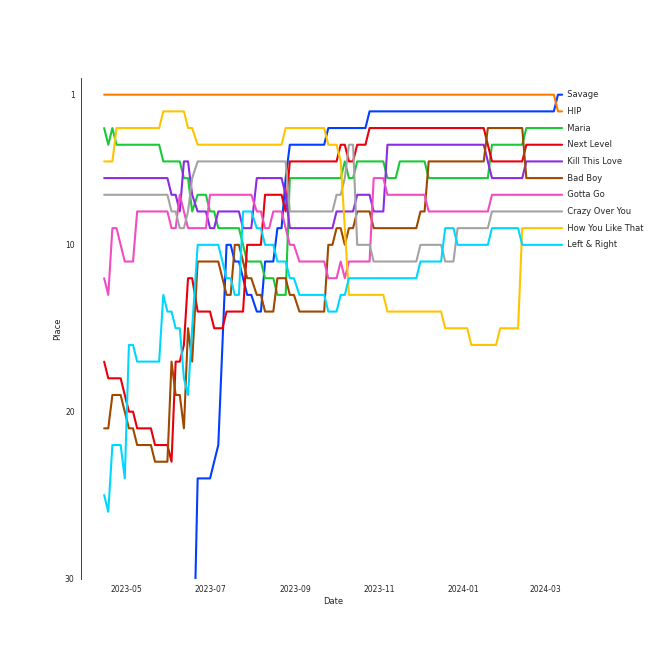 1
10
20
30
Place
2023-05
2023-07
2023-09
2023-11
2024-01
2024-03
Date
Savage
HIP
Maria
Next Level
Kill This Love
Bad Boy
Gotta Go
Crazy Over You
How You Like That
Left & Right